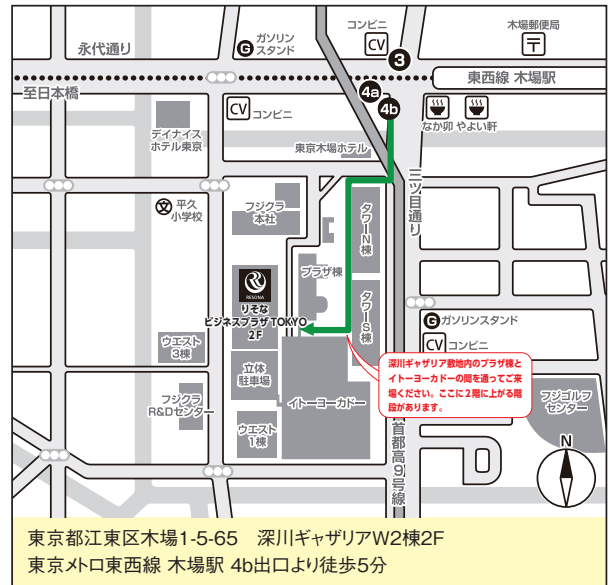 永代通り
ガソリン
スタンド
G
コンビニ
CV
木場郵便局
〒
3
至日本橋
東西線 木場駅
4a
4b
CV
コンビニ
なか卯
やよい軒
デイナイス
ホテル東京
東京木場ホテル
三ツ目通り
文
平久
小学校
フジクラ
本社
タワーN棟
プラザ棟
RESONA
りそな
ビジネスプラザTOKYO
2F
タワーS棟
G
ガソリンスタンド
CV
コンビニ
ウエスト
3棟
立体
駐車場
イトーヨーカドー
深川ギャザリア敷地内のプラザ棟と
イトーヨーカドーの間を通ってご来
場ください。ここに2階に上がる階
段があります。
フジクラ
R&Dセンター
ウエスト
1棟
首都高9号線
フジゴルフ
センター
N
東京都江東区木場1-5-65 深川ギャザリアW2棟2F
東京メトロ東西線 木場駅 4b出口より徒歩5分